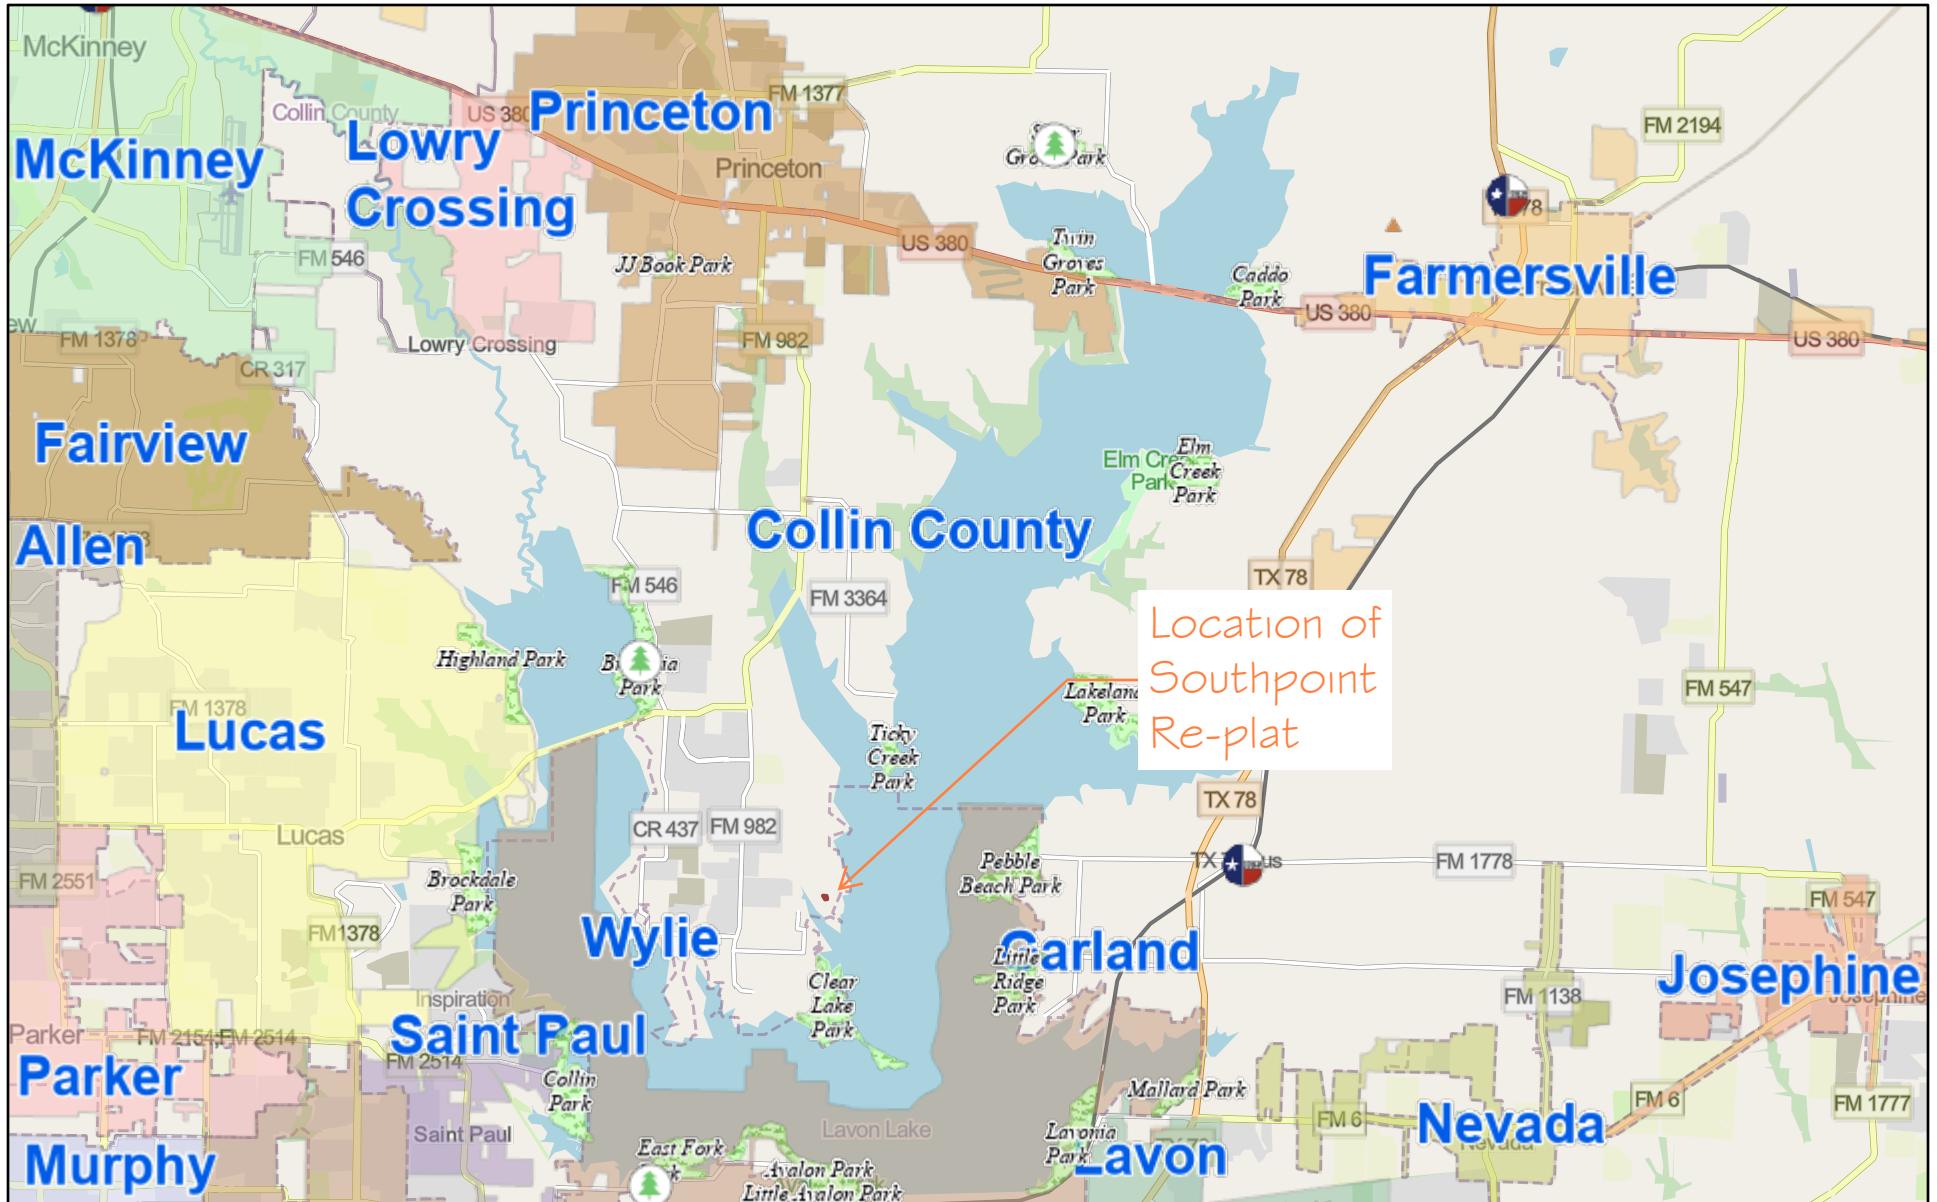 McKinney
Collin County
US 380
Princeton
FM 1377
FM 2194
McKinney
Lowry
Crossing
Princeton
Park
78
FM 546
JJ Book Park
US 380
Twin
Groves
Park
Caddo
Park
Farmersville
US 380
US 380
FM 1378
Lowry Crossing
FM 982
CR 317
Fairview
Elm
Creek
Park
Park
Collin County
Allen
TX 78
FM 546
FM 3364
Location of
Southpoint
Re-plat
Highland Park
Park
Lakeland
Park
FM 547
FM 1378
Lucas
Ticky
Creek
Park
TX 78
CR 437
FM 982
Lucas
FM 1778
Pebble
Beach Park
FM 2551
Brockdale
Park
FM 547
FM1378
Wylie
Garland
Little
Ridge
Park
Josephine
Josephine
Clear
Lake
Park
FM 1138
Inspiration
Saint Paul
Parker
FM 2514
FM 2514
Parker
Collin
Park
Mallard Park
FM 6
FM 6
FM 1777
Saint Paul
Lavon Lake
Nevada
Nevada
Murphy
East Fork
Avalon Park
Little Avalon Park
Lavonia
Park
Lavon